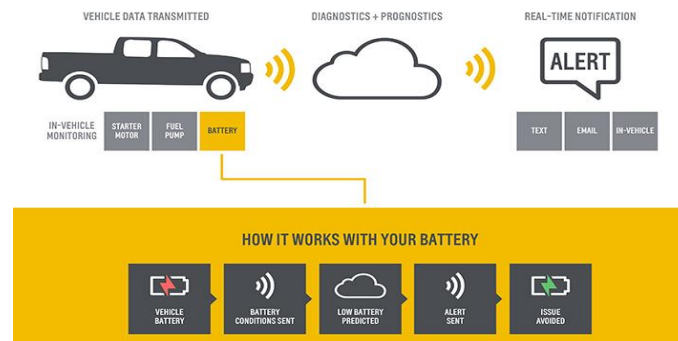 VEHICLE DATA TRANSMITTED
DIAGNOSTICS + PROGNOSTICS
REAL-TIME NOTIFICATION
ALERT
IN-VEHICLE
MONITORING
STARTER
MOTOR
FUEL
PUMP
BATTERY
TEXT
EMAIL
IN-VEHICLE
HOW IT WORKS WITH YOUR BATTERY
VEHICLE
BATTERY
BATTERY
CONDITIONS SENT
LOW BATTERY
PREDICTED
ALERT
SENT
ISSUE
AVOIDED